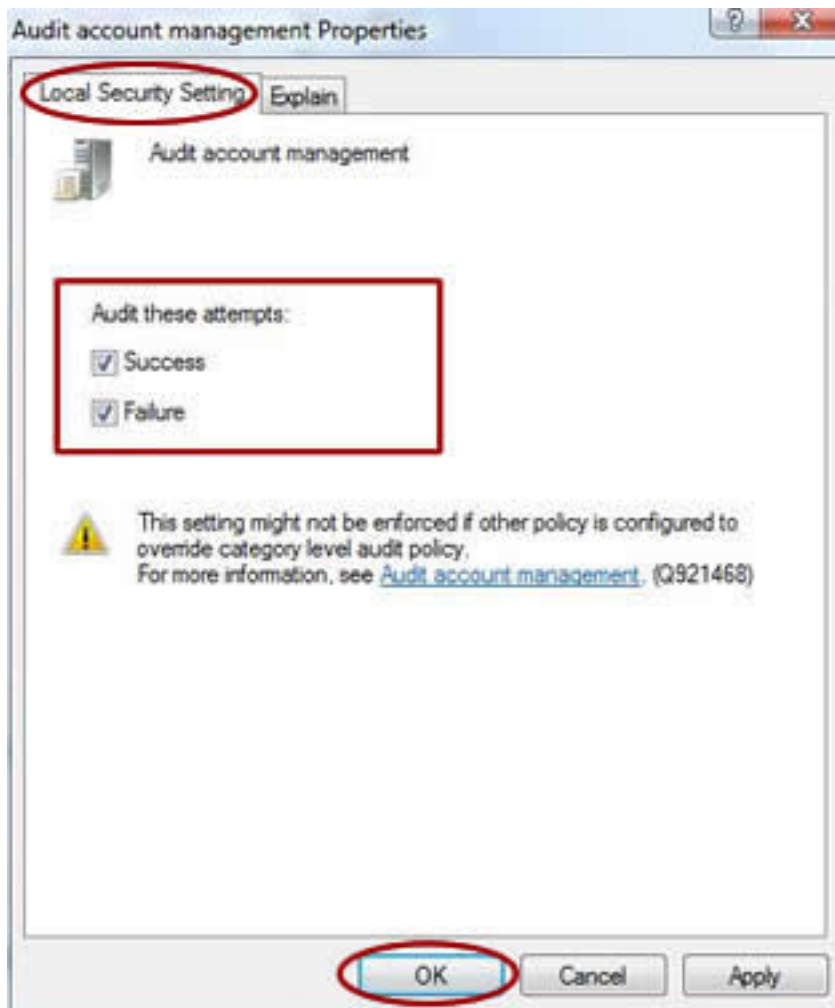 Audit account management Properties
Local Security Setting
Explain
Audit account management
Audit these attempts:
Success
Failure
This setting might not be enforced if other policy is configured to
override category level audit policy.
For more information, see Audit account management. (Q921468)
OK
Cancel
Apply